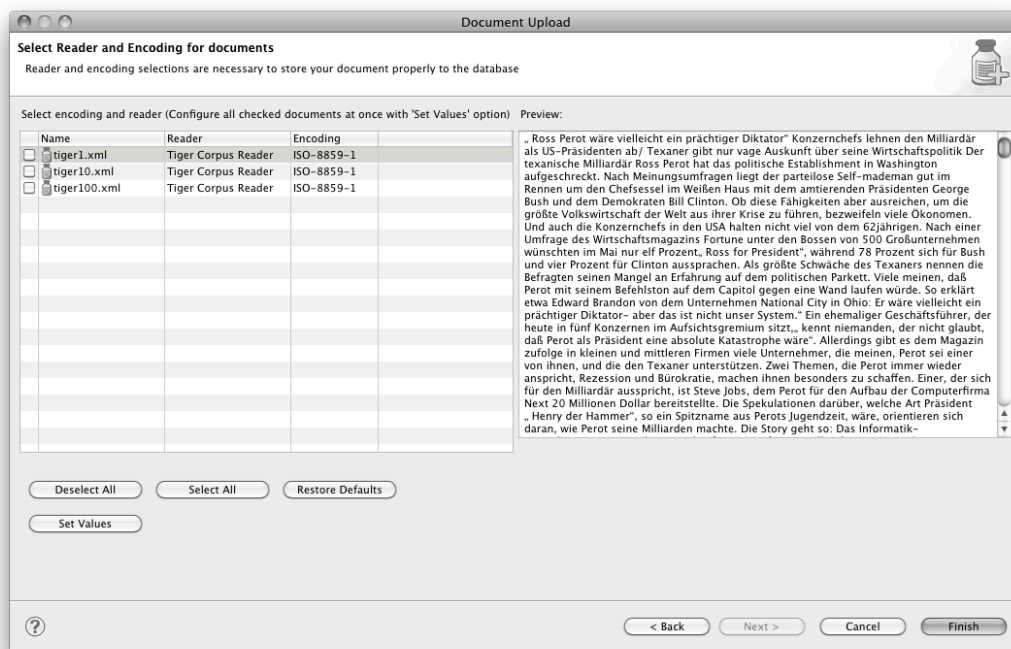 Document Upload
Select Reader and Encoding for documents
Reader and encoding selections are necessary to store your document properly to the database
Select encoding and reader (Configure all checked documents at once with 'Set Values' option)
Name Reader Encoding
tiger1.xml Tiger Corpus Reader ISO-8859-1
tiger10.xml Tiger Corpus Reader ISO-8859-1
tiger100.xml Tiger Corpus Reader ISO-8859-1
Preview:
„ Ross Perot wäre vielleicht ein prächtiger Diktator“ Konzernchefs lehnen den Milliardär
als US-Präsidenten ab/ Texaner gibt nur vage Auskunft über seine Wirtschaftspolitik Der
texanische Milliardär Ross Perot hat das politische Establishment in Washington
aufgeschreckt. Nach Meinungsumfragen liegt der parteilose Self-mademan gut im
Rennen um den Chefsessel im Weißen Haus mit dem amtierenden Präsidenten George
Bush und dem Demokraten Bill Clinton. Ob diese Fähigkeiten aber ausreichen, um die
größte Volkswirtschaft der Welt aus ihrer Krise zu führen, bezweifeln viele Ökonomen.
Und auch die Konzernchefs in den USA halten nicht viel von dem 62jährigen. Nach einer
Umfrage des Wirtschaftsmagazins Fortune unter den Bossen von 500 Großunternehmen
wünschten im Mai nur elf Prozent„ Ross for President“, während 78 Prozent sich für Bush
und vier Prozent für Clinton aussprachen. Als größte Schwäche des Texaners nennen die
Befragten seinen Mangel an Erfahrung auf dem politischen Parkett. Viele meinen, daß
Perot mit seinem Befehlston auf dem Capitol gegen eine Wand laufen würde. So erklärt
etwa Edward Brandon von dem Unternehmen National City in Ohio: Er wäre vielleicht ein
prächtiger Diktator– aber das ist nicht unser System.“ Ein ehemaliger Geschäftsführer, der
heute in fünf Konzernen im Aufsichtsgremium sitzt,„ kennt niemanden, der nicht glaubt,
daß Perot als Präsident eine absolute Katastrophe wäre“. Allerdings gibt es dem Magazin
zufolge in kleinen und mittleren Firmen viele Unternehmer, die meinen, Perot sei einer
von ihnen, und die den Texaner unterstützen. Zwei Themen, die Perot immer wieder
anspricht, Rezession und Bürokratie, machen ihnen besonders zu schaffen. Einer, der sich
für den Milliardär ausspricht, ist Steve Jobs, dem Perot für den Aufbau der Computerfirma
Next 20 Millionen Dollar bereitstellte. Die Spekulationen darüber, welche Art Präsident
„ Henry der Hammer“, so ein Spitzname aus Perots Jugendzeit, wäre, orientieren sich
daran, wie Perot seine Milliarden machte. Die Story geht so: Das Informatik-
Deselect All Select All Restore Defaults
Set Values
? < Back Next > Cancel Finish